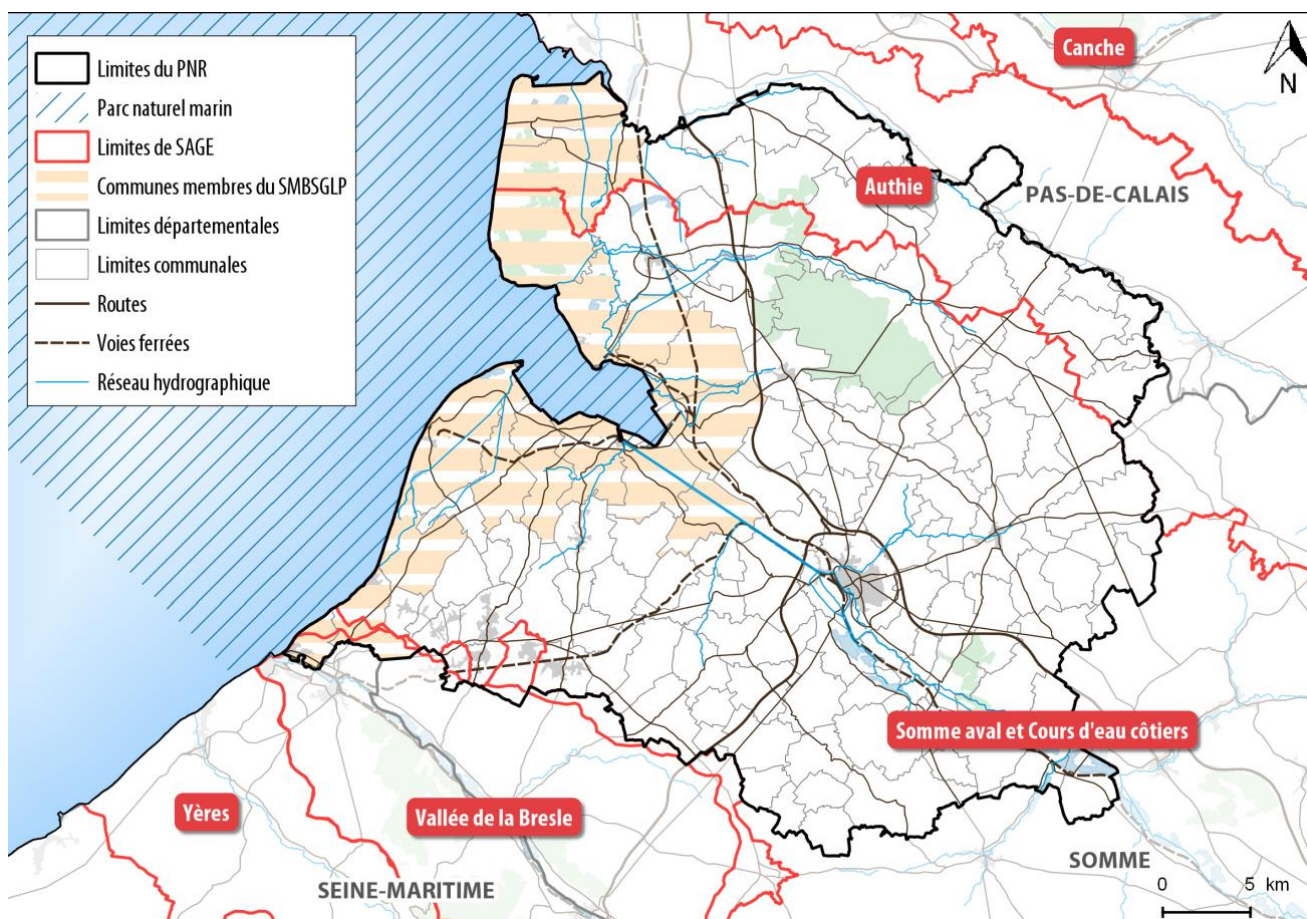 Limites du PNR
Parc naturel marin
Limites de SAGE
Communes membres du SMBSGLP
Limites départementales
Limites communales
Routes
Voies ferrées
Réseau hydrographique
Canche
N
Authie
PAS-DE-CALAIS
Somme aval et Cours d'eau côtiers
Yères
Vallée de la Bresle
SOMME
SEINE-MARITIME
0 5 km